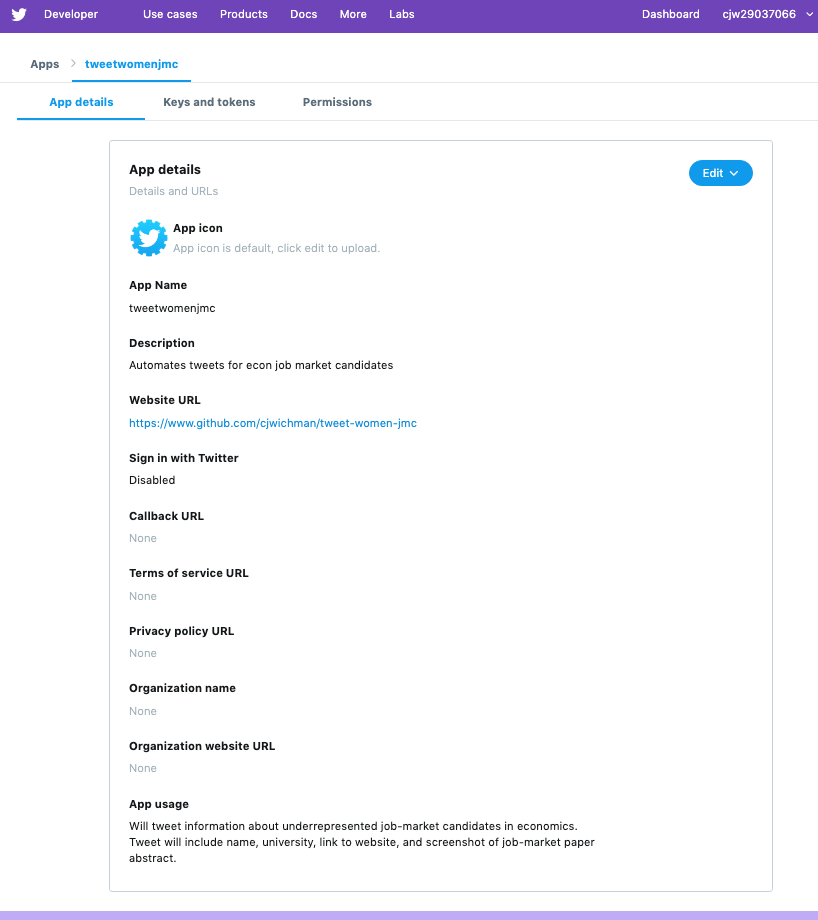 Developer Use cases Products Docs More Labs Dashboard cjw29037066
Apps tweetwomenjmc
App details Keys and tokens Permissions
App details
Edit
Details and URLs
App icon
App icon is default, click edit to upload.
App Name
tweetwomenjmc
Description
Automates tweets for econ job market candidates
Website URL
https://www.github.com/cjwichman/tweet-women-jmc
Sign in with Twitter
Disabled
Callback URL
None
Terms of service URL
None
Privacy policy URL
None
Organization name
None
Organization website URL
None
App usage
Will tweet information about underrepresented job-market candidates in economics.
Tweet will include name, university, link to website, and screenshot of job-market paper
abstract.